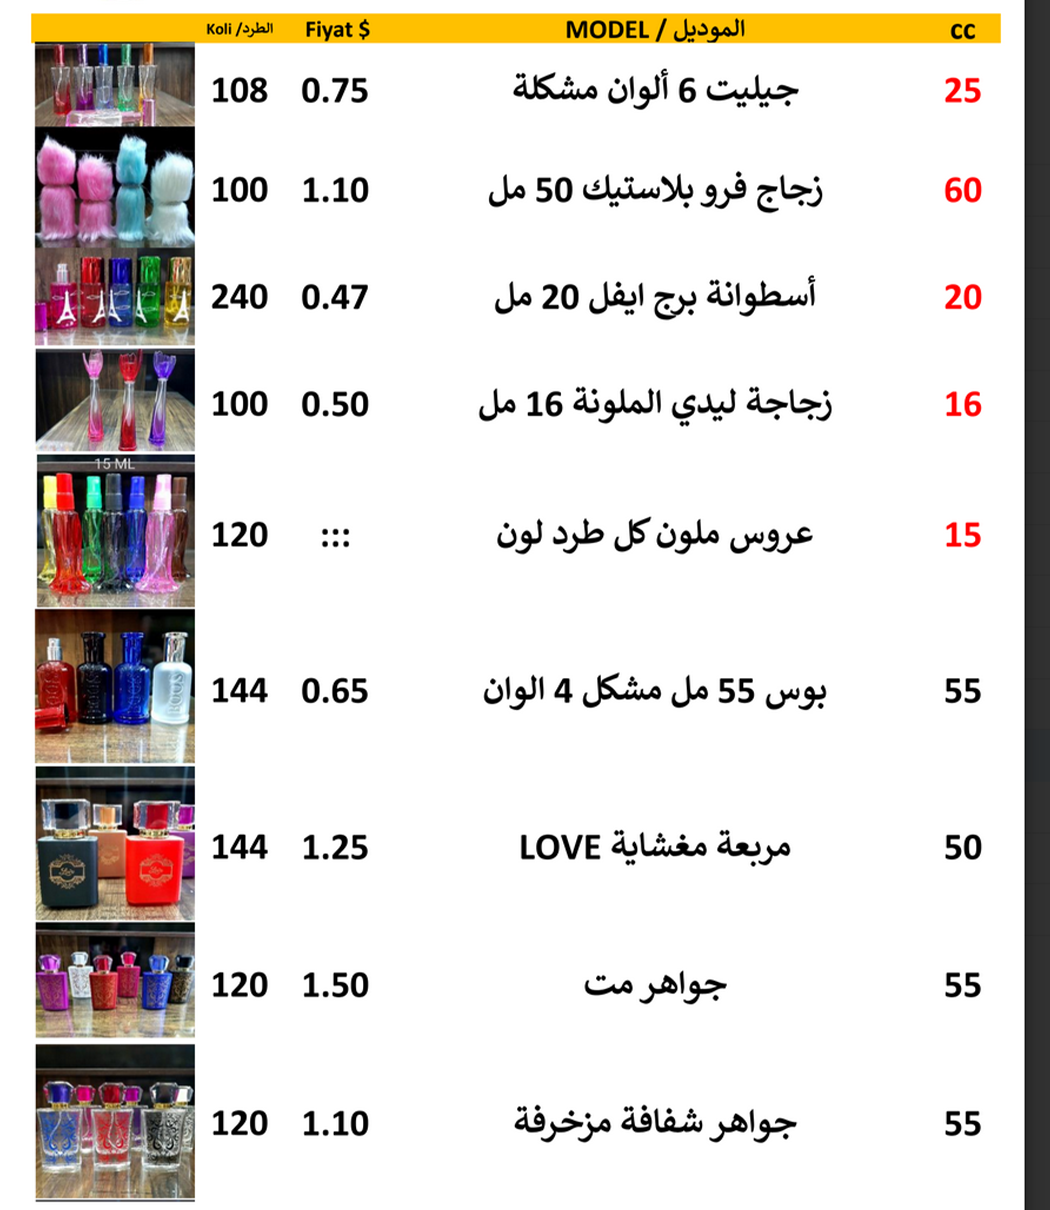 cc الموديل / MODEL Fiyat $ الطرد/ Koli
25 جيليت 6 ألوان مشكلة 0.75 108
60 زجاج فرو بلاستيك 50 مل 1.10 100
20 أسطوانة برج ايفل 20 مل 0.47 240
16 زجاجة ليدي الملونة 16 مل 0.50 100
15 ML
15 عروس ملون كل طرد لون ::: 120
55 بوس 55 مل مشكل 4 الوان 0.65 144
50 مربعة مغشاية LOVE 1.25 144
55 جواهر مت 1.50 120
55 جواهر شفافة مزخرفة 1.10 120